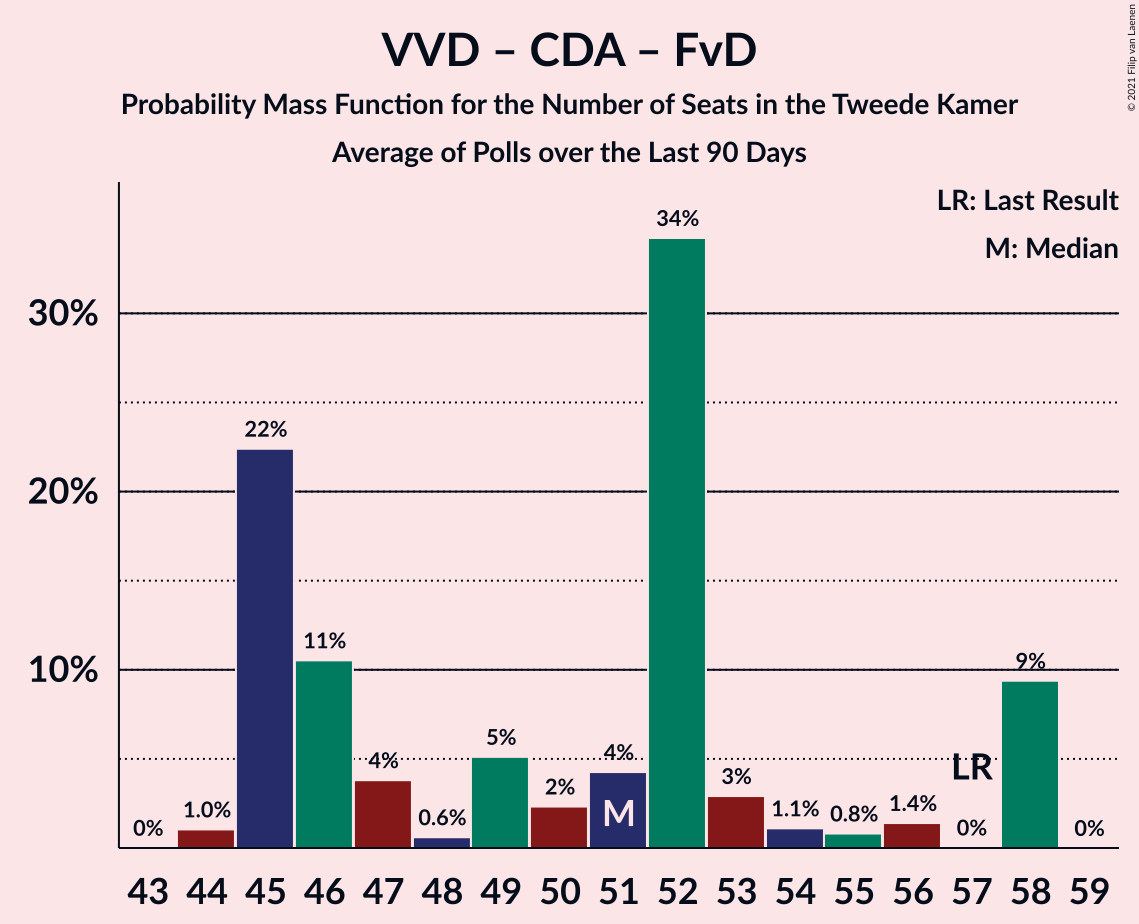 VVD – CDA – FvD
Probability Mass Function for the Number of Seats in the Tweede Kamer
Average of Polls over the Last 90 Days
© 2021 Filip van Laenen
LR: Last Result
M: Median
30%
20%
10%
0%
1.0%
22%
11%
4%
0.6%
5%
2%
4%
M
34%
3%
1.1%
0.8%
1.4%
LR
0%
9%
0%
43 44 45 46 47 48 49 50 51 52 53 54 55 56 57 58 59